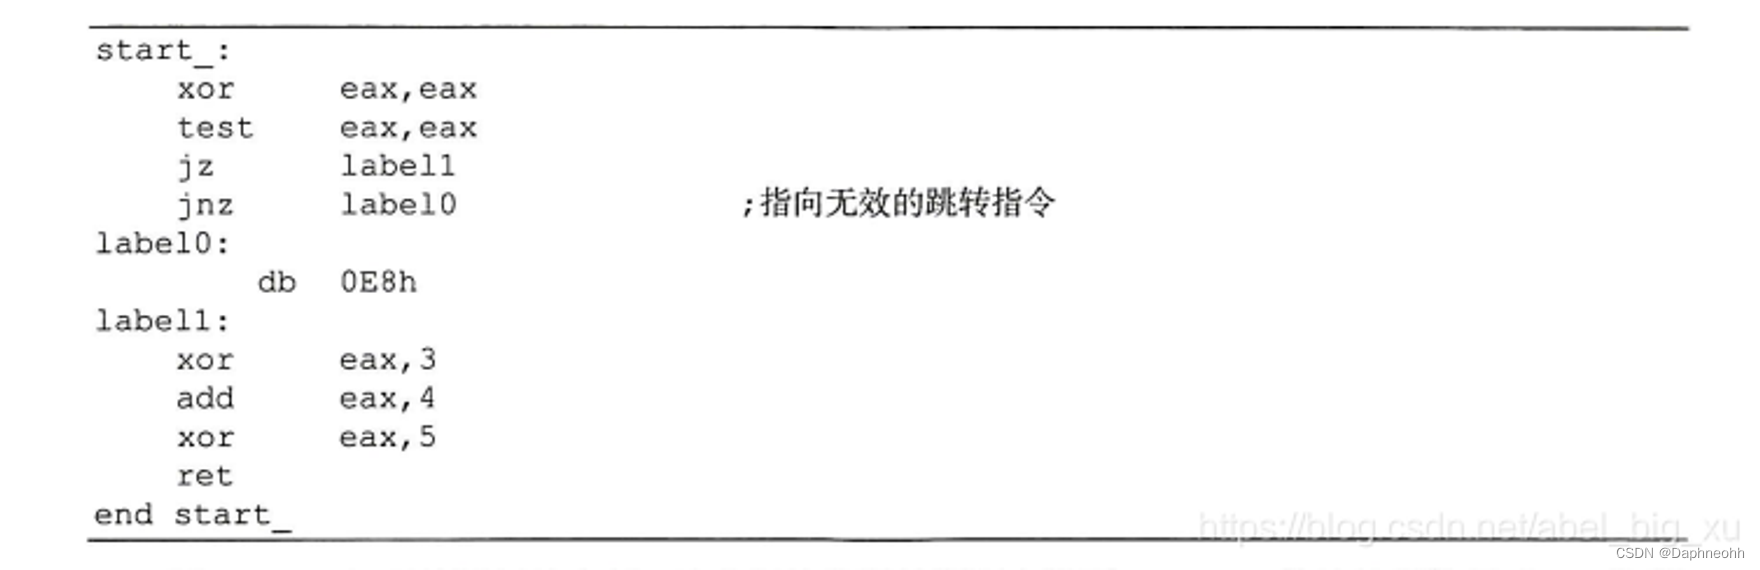 start_:
xor eax,eax
test eax,eax
jz label1
jnz label0 ;指向无效的跳转指令
label0:
db 0E8h
label1:
xor eax,3
add eax,4
xor eax,5
ret
end start_
https://blog.csdn.net/abel_big_xu
CSDN @Daphneohh